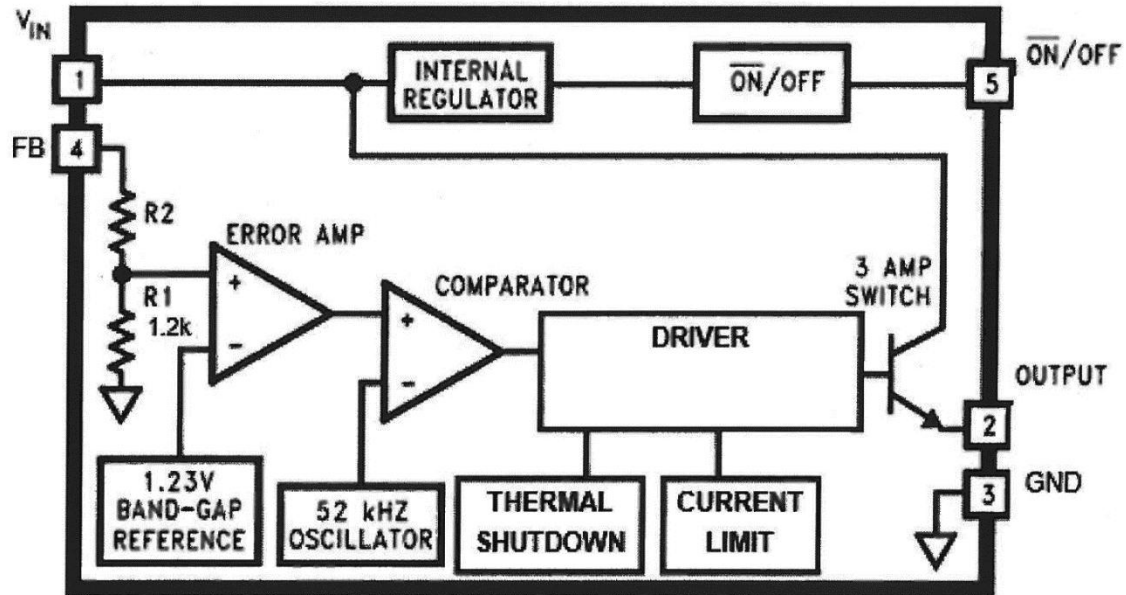 VIN
1
INTERNAL
REGULATOR
ON/OFF
5
ON/OFF
FB
4
R2
ERROR AMP
+
-
R1
1.2k
COMPARATOR
+
-
DRIVER
3 AMP
SWITCH
OUTPUT
2
3
GND
1.23V
BAND-GAP
REFERENCE
52 kHZ
OSCILLATOR
THERMAL
SHUTDOWN
CURRENT
LIMIT